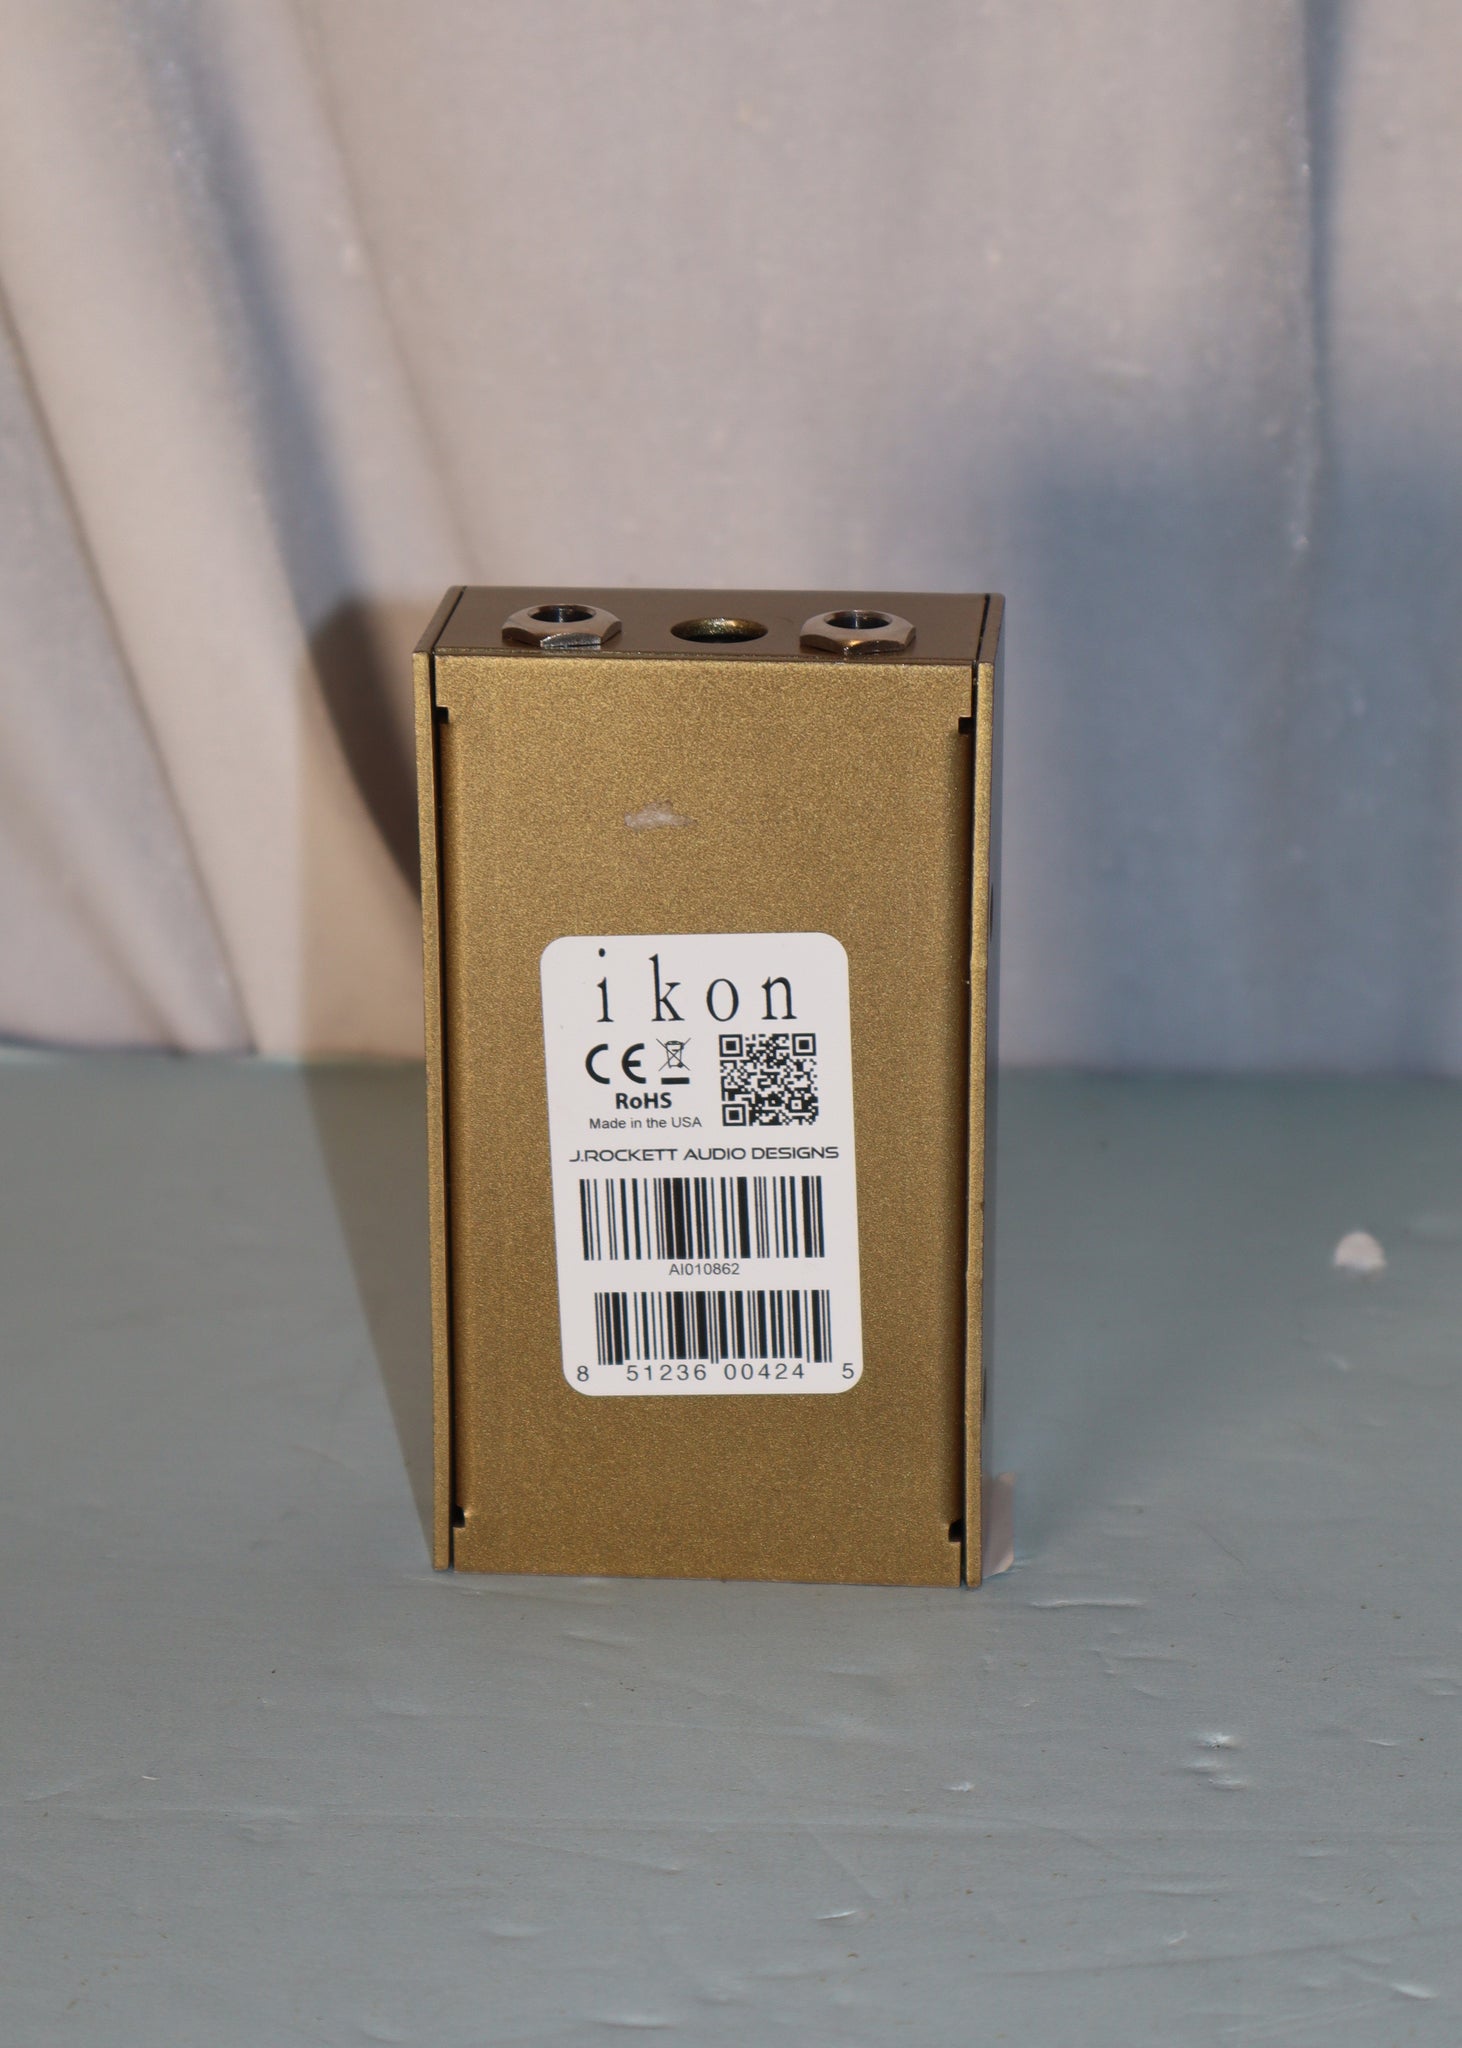 ikon
CE
RoHS
Made in the USA
J.ROCKETT AUDIO DESIGNS
AI010862
8 51236 00424 5